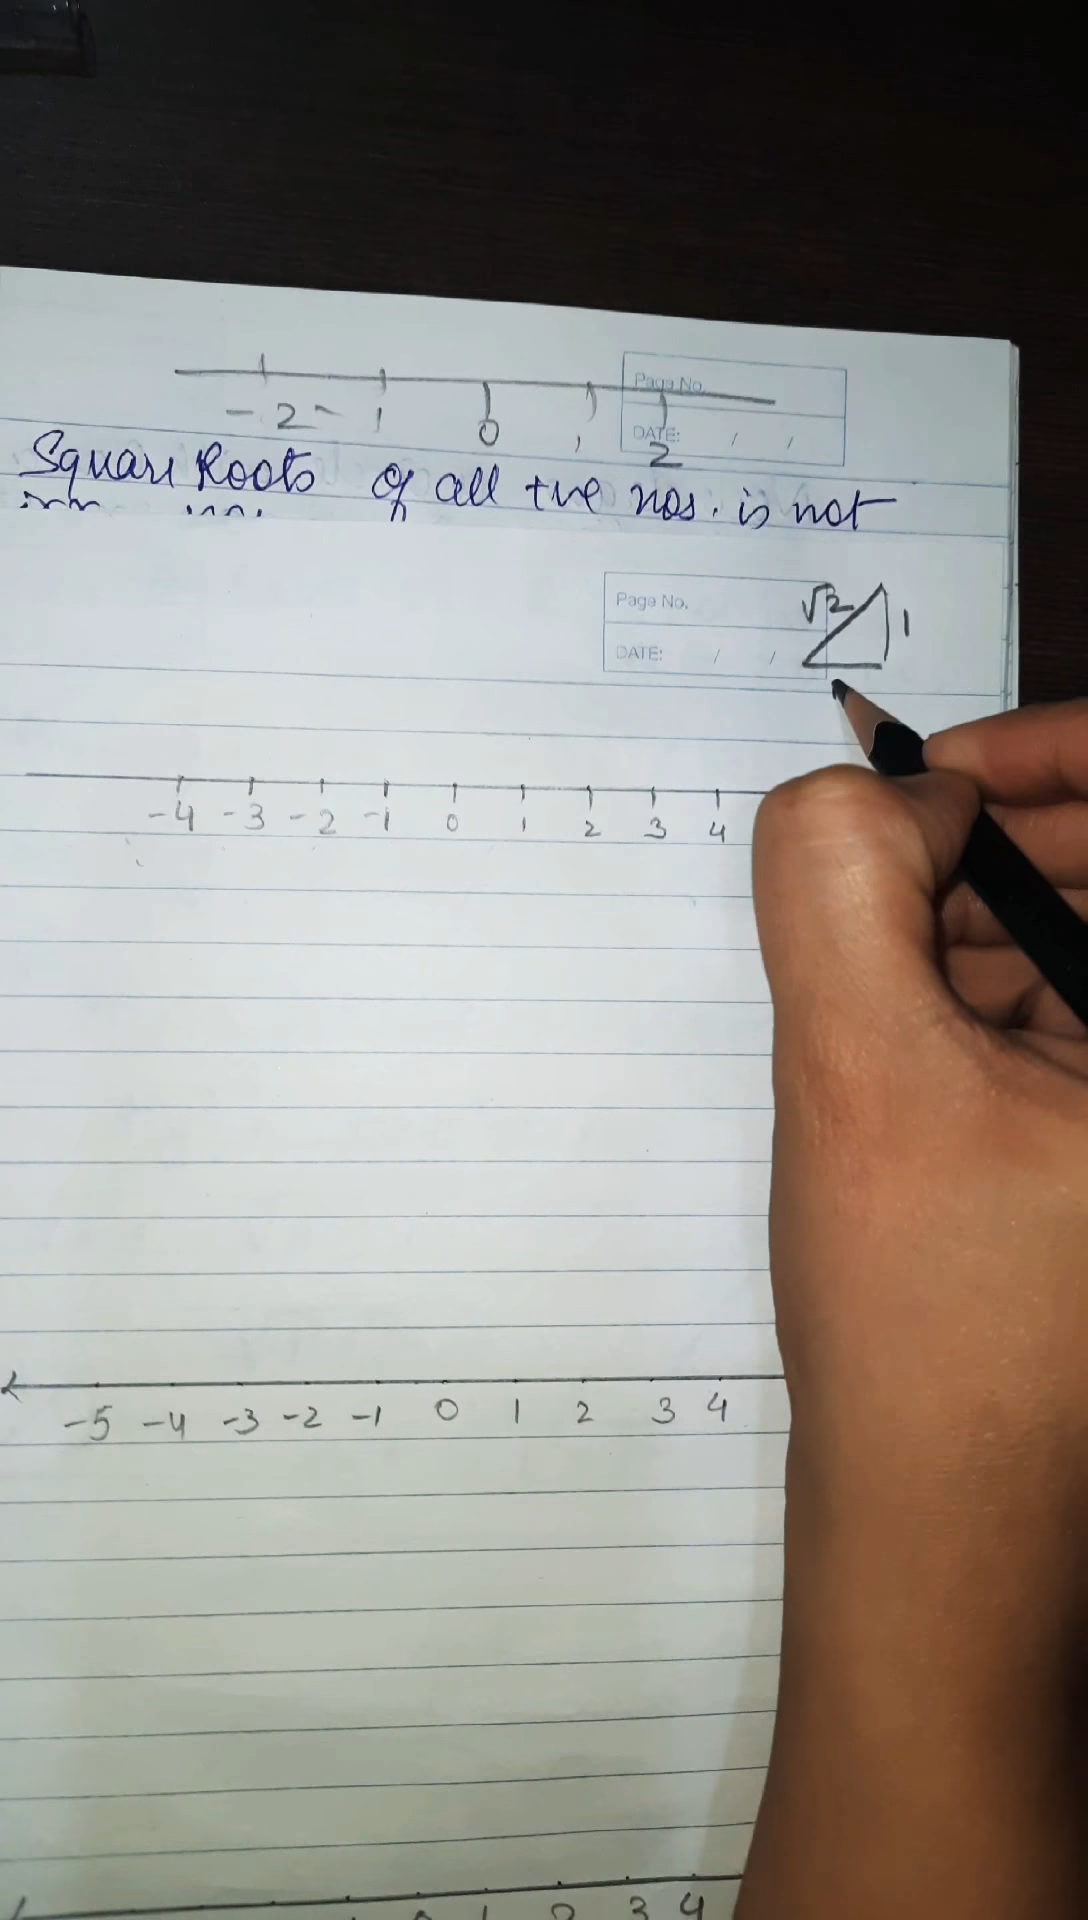 Page No.
-2 -1 0 1 2
DATE: / /
Square Roots of all +ve nos. is not
Page No.
√2 1
DATE: / /
-4 -3 -2 -1 0 1 2 3 4
-5 -4 -3 -2 -1 0 1 2 3 4
3 4